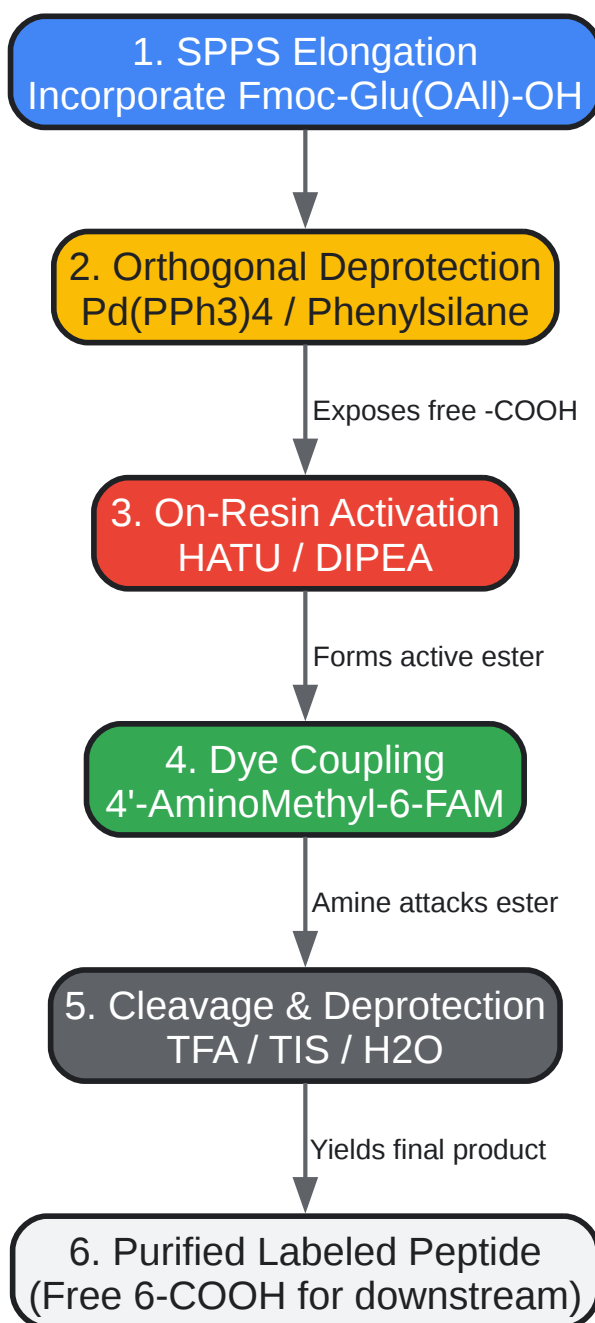 1. SPPS Elongation
Incorporate Fmoc-Glu(OAll)-OH
2. Orthogonal Deprotection
Pd(PPh3)4 / Phenylsilane
Exposes free -COOH
3. On-Resin Activation
HATU / DIPEA
Forms active ester
4. Dye Coupling
4'-AminoMethyl-6-FAM
Amine attacks ester
5. Cleavage & Deprotection
TFA / TIS / H2O
Yields final product
6. Purified Labeled Peptide
(Free 6-COOH for downstream)